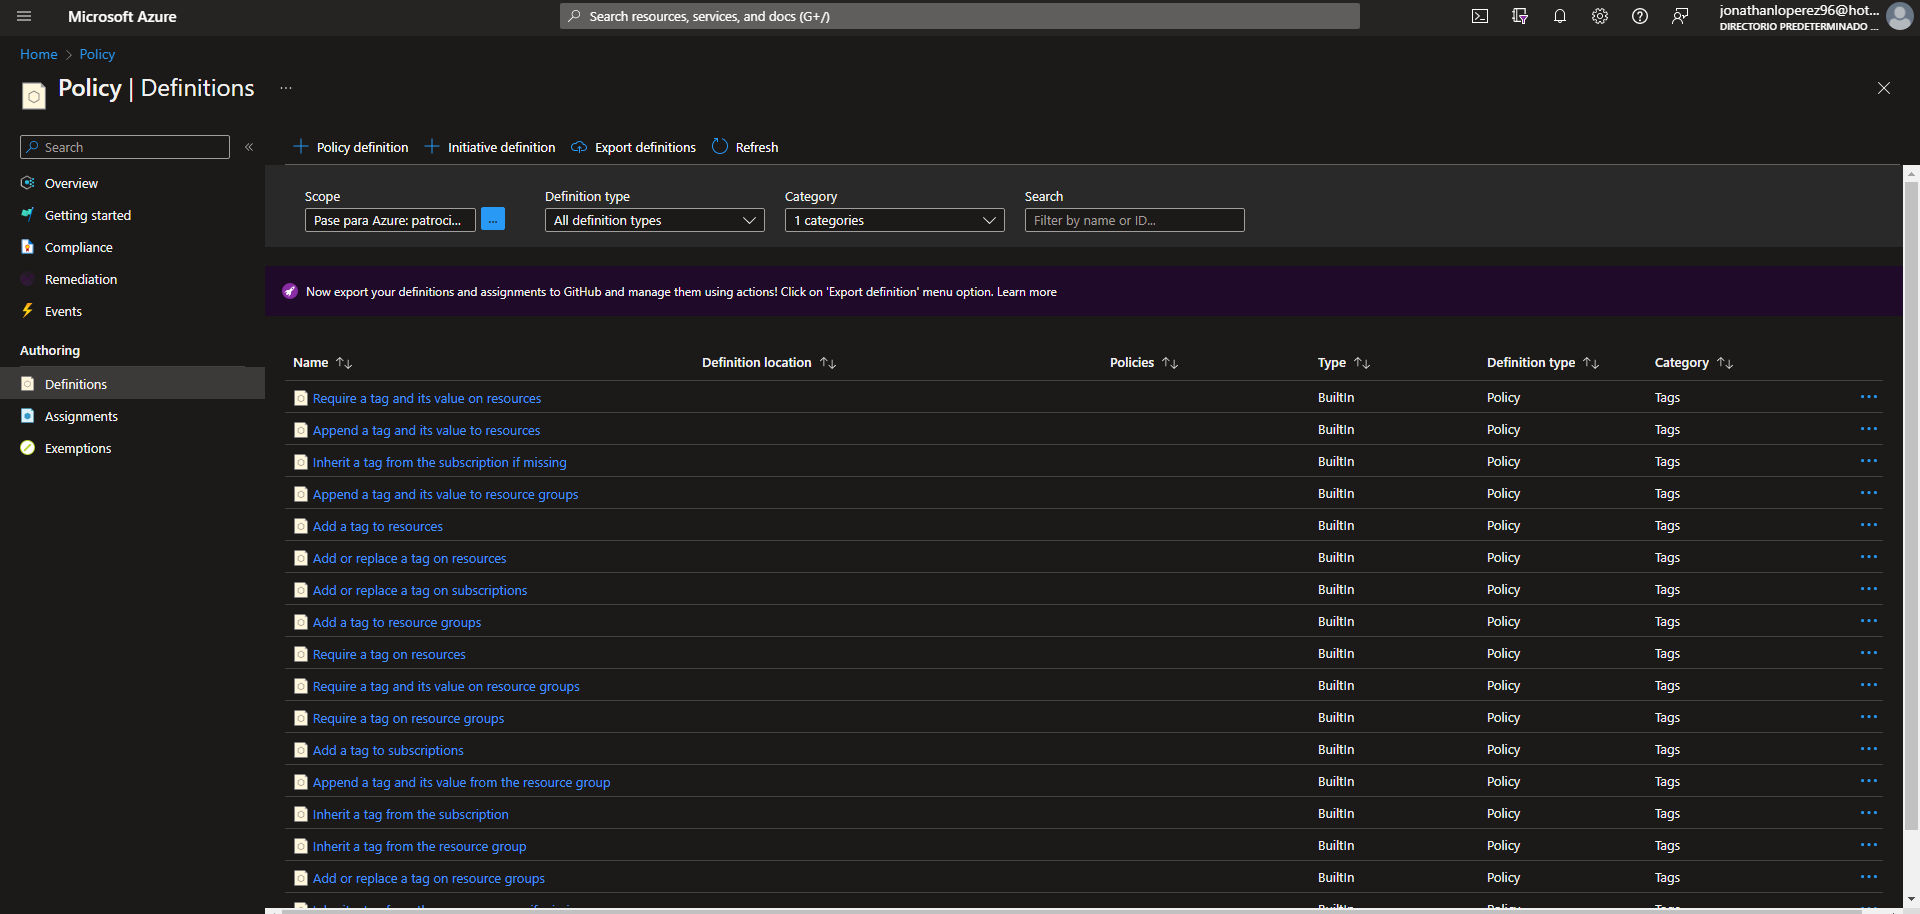 Microsoft Azure
Search resources, services, and docs (G+/)
jonathanloperez96@hot...
DIRECTORIO PREDETERMINADO ...
Home > Policy
Policy | Definitions ...
Search «
Overview
Getting started
Compliance
Remediation
Events
Authoring
Definitions
Assignments
Exemptions
Policy definition Initiative definition Export definitions Refresh
Scope Definition type Category Search
Pase para Azure: patroci... ... All definition types 1 categories Filter by name or ID...
Now export your definitions and assignments to GitHub and manage them using actions! Click on 'Export definition' menu option. Learn more
Name Definition location Policies Type Definition type Category
Require a tag and its value on resources BuiltIn Policy Tags ...
Append a tag and its value to resources BuiltIn Policy Tags ...
Inherit a tag from the subscription if missing BuiltIn Policy Tags ...
Append a tag and its value to resource groups BuiltIn Policy Tags ...
Add a tag to resources BuiltIn Policy Tags ...
Add or replace a tag on resources BuiltIn Policy Tags ...
Add or replace a tag on subscriptions BuiltIn Policy Tags ...
Add a tag to resource groups BuiltIn Policy Tags ...
Require a tag on resources BuiltIn Policy Tags ...
Require a tag and its value on resource groups BuiltIn Policy Tags ...
Require a tag on resource groups BuiltIn Policy Tags ...
Add a tag to subscriptions BuiltIn Policy Tags ...
Append a tag and its value from the resource group BuiltIn Policy Tags ...
Inherit a tag from the subscription BuiltIn Policy Tags ...
Inherit a tag from the resource group BuiltIn Policy Tags ...
Add or replace a tag on resource groups BuiltIn Policy Tags ...